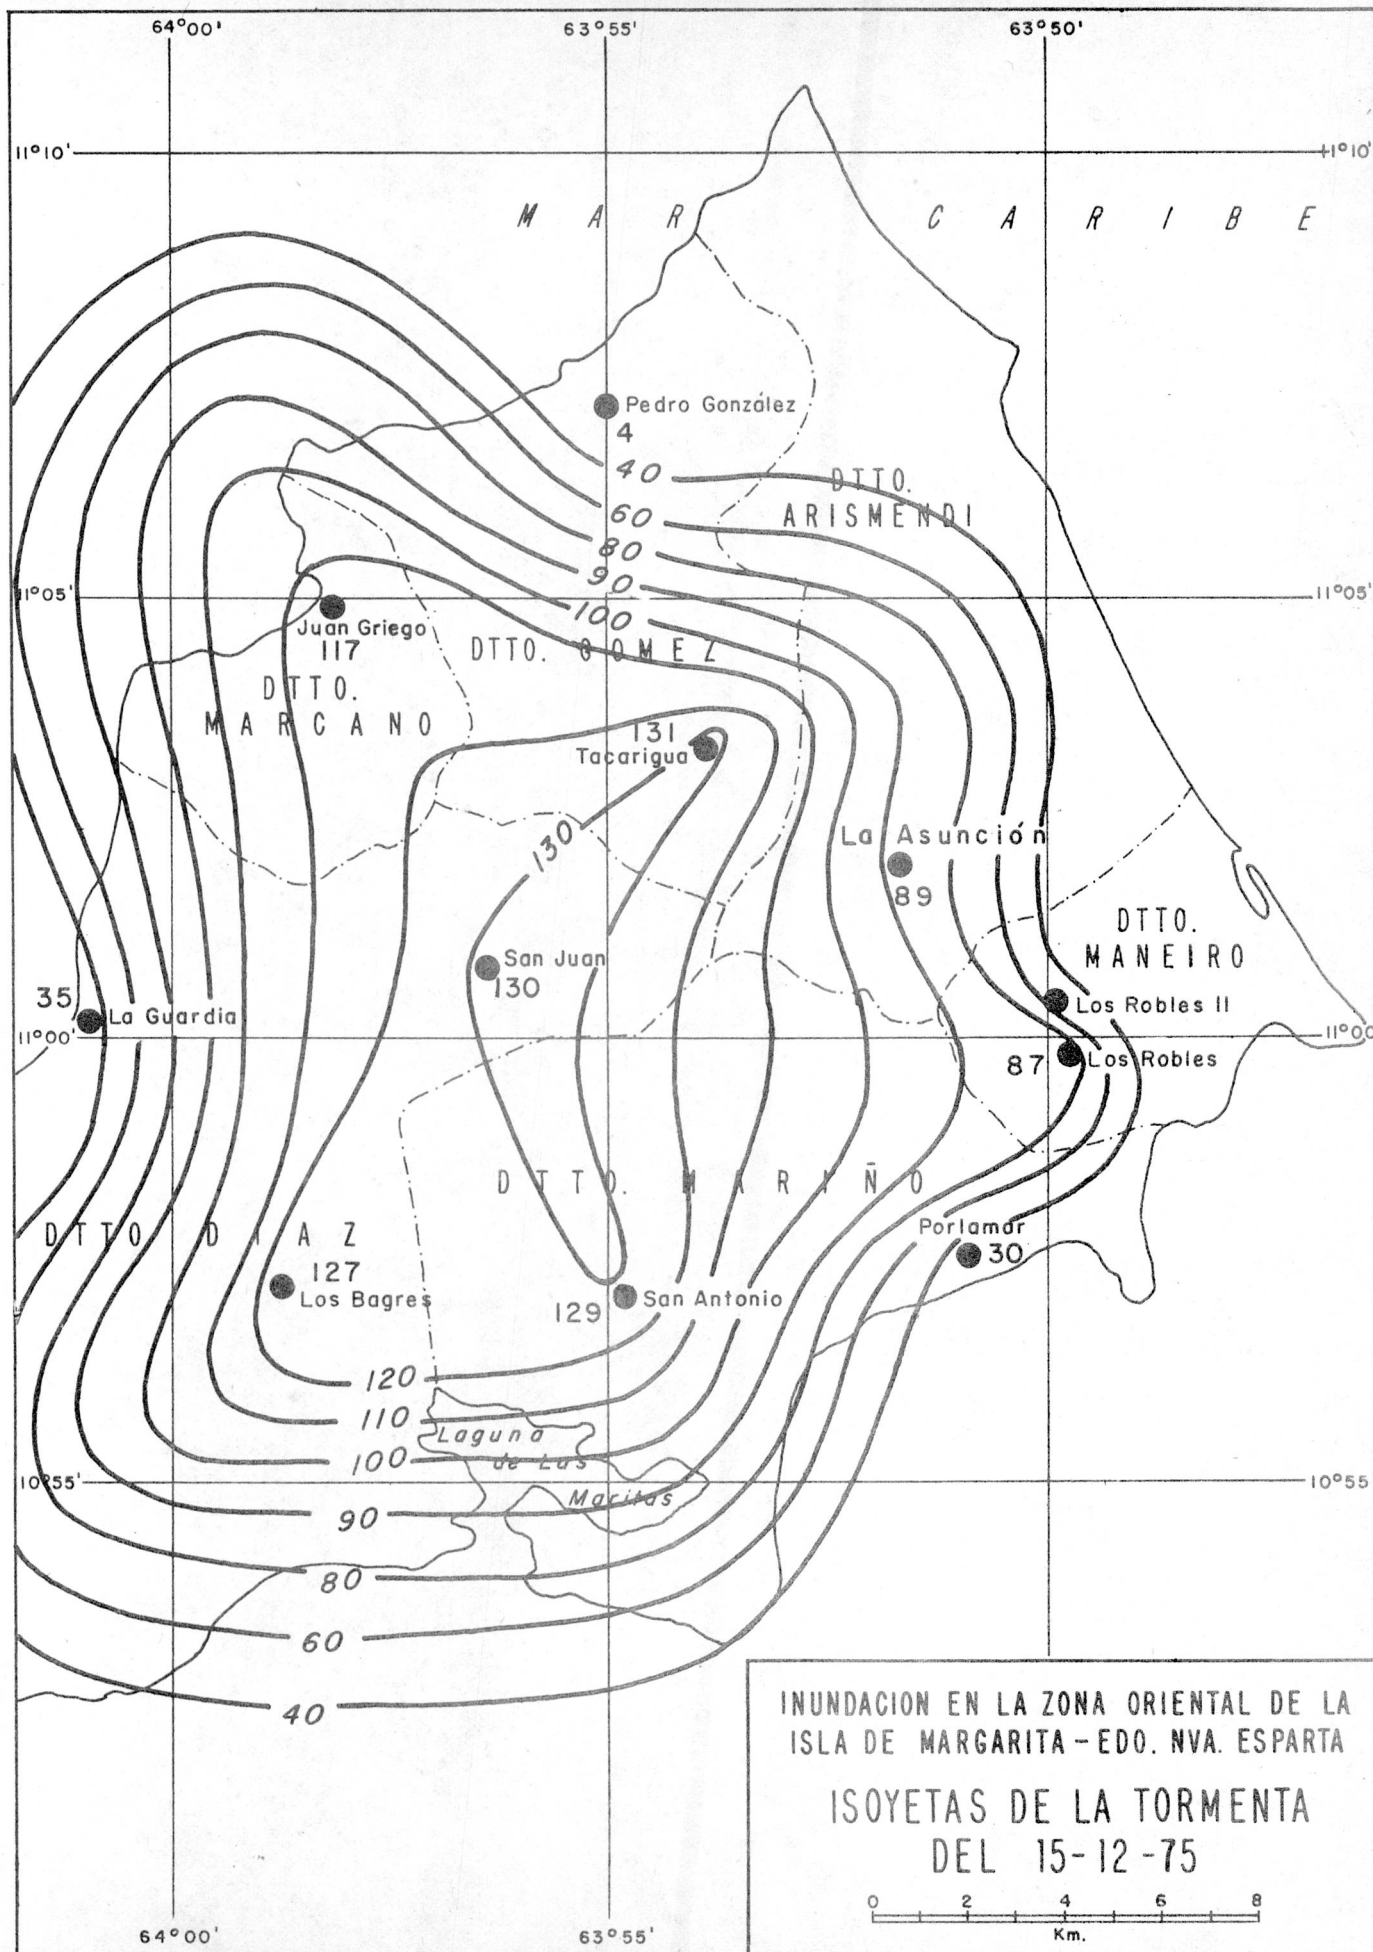 64°00'
63°55'
63°50'
11°10'
11°10'
MAR CARIBE
Pedro González
4
40
DTTO.
ARISMENDI
60
80
90
100
11°05'
11°05'
Juan Griego
117
DTTO. GOMEZ
DTTO.
MARCANO
131
Tacarigua
130
La Asunción
89
DTTO.
MANEIRO
San Juan
130
35
La Guardia
Los Robles II
11°00'
11°00'
87
Los Robles
DTTO. MARIÑO
Porlamar
30
DTTO DIAZ
127
Los Bagres
129
San Antonio
120
110
Laguna
de Las
Maritas
100
10°55'
10°55
90
80
60
40
INUNDACION EN LA ZONA ORIENTAL DE LA
ISLA DE MARGARITA - EDO. NVA. ESPARTA
ISOYETAS DE LA TORMENTA
DEL 15-12-75
0 2 4 6 8
Km.
64°00'
63°55'